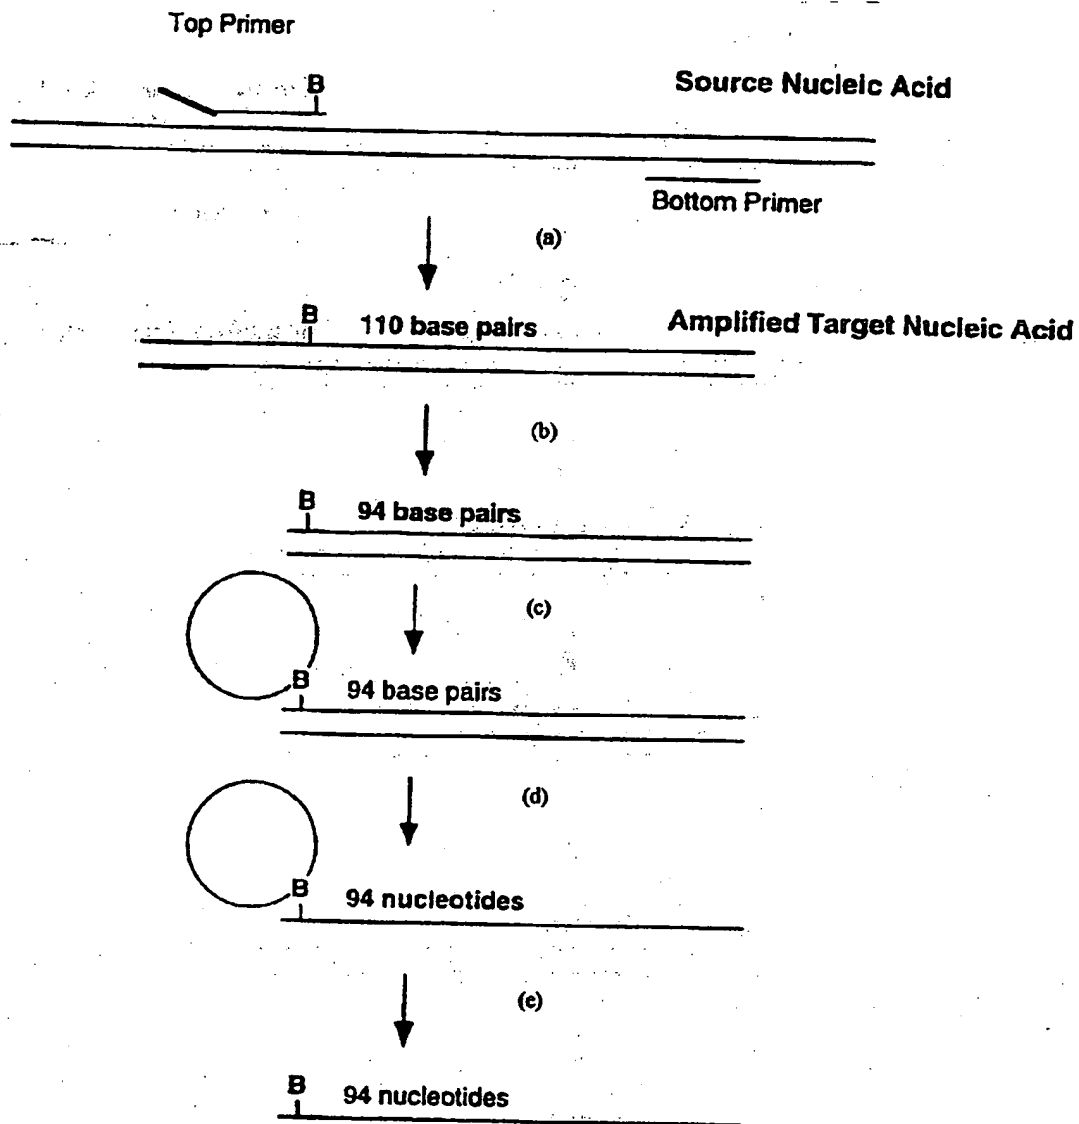 Top Primer
B
Source Nucleic Acid
Bottom Primer
(a)
B
110 base pairs
Amplified Target Nucleic Acid
(b)
B
94 base pairs
(c)
B
94 base pairs
(d)
B
94 nucleotides
(e)
B
94 nucleotides